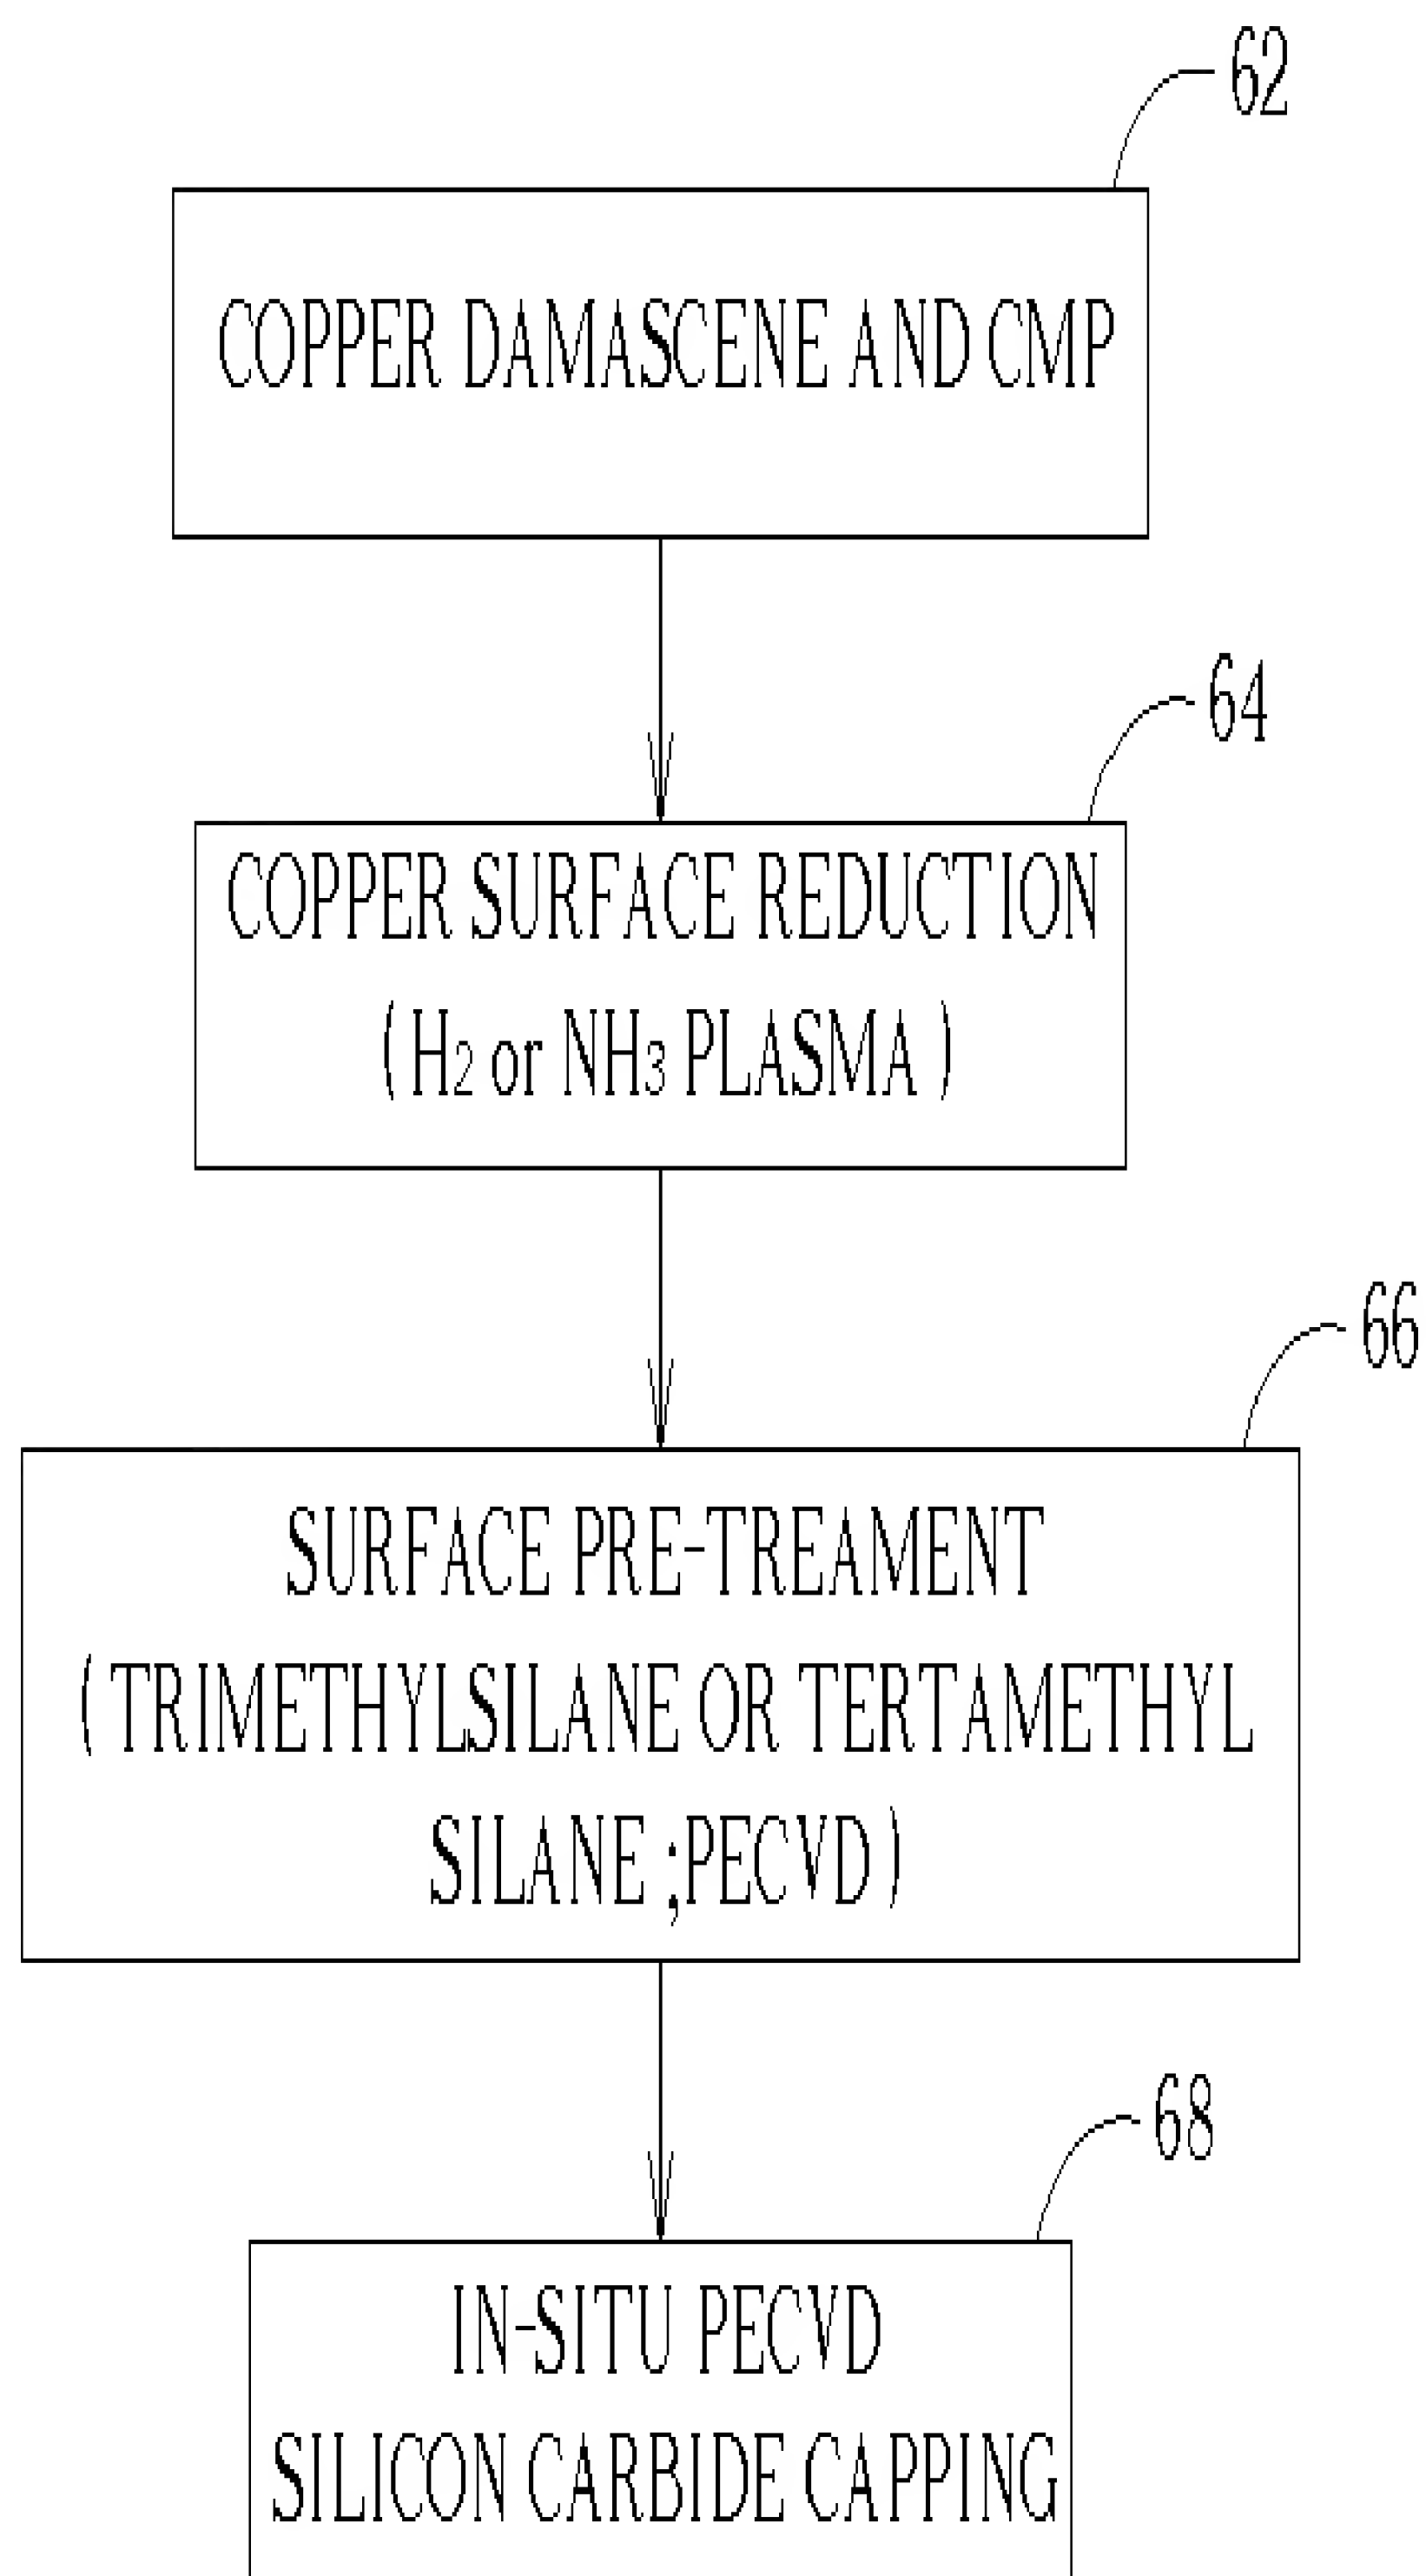 62
COPPER DAMASCENE AND CMP
64
COPPER SURFACE REDUCTION
(H₂ or NH₃ PLASMA)
66
SURFACE PRE-TREAMENT
(TRIMETHYLSILANE OR TERTAMETHYL
SILANE ;PECVD)
68
IN-SITU PECVD
SILICON CARBIDE CAPPING